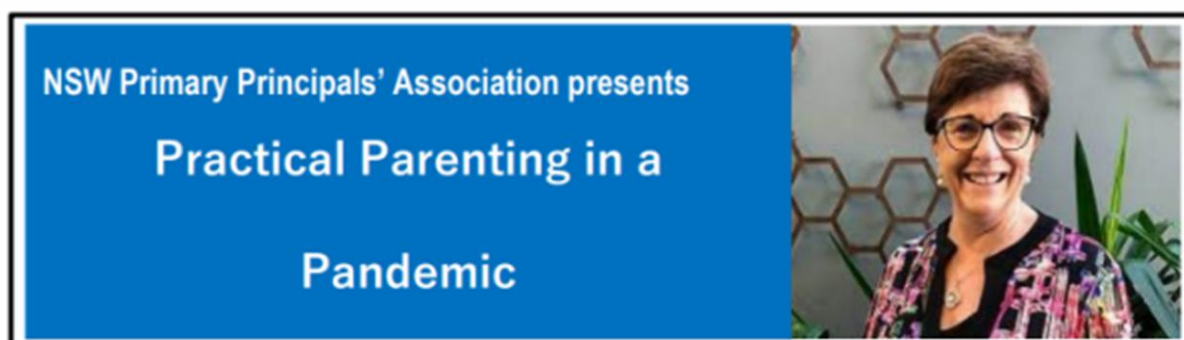 NSW Primary Principals’ Association presents
Practical Parenting in a
Pandemic